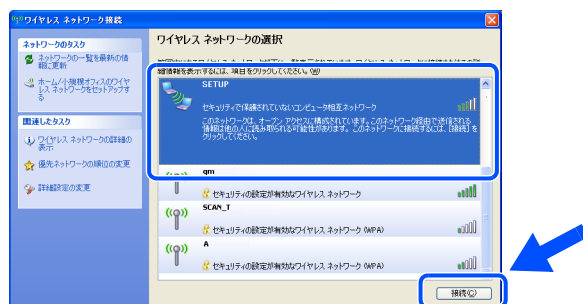 ワイヤレス ネットワーク接続
ネットワークのタスク
ネットワークの一覧を最新の情報に更新
ホーム/小規模オフィスのワイヤレス ネットワークをセットアップする
関連したタスク
ワイヤレス ネットワークの詳細の表示
優先ネットワークの順位の変更
詳細設定の変更
ワイヤレス ネットワークの選択
細情報を表示するには、項目をクリックしてください。(W)
SETUP
セキュリティで保護されていないコンピュータ相互ネットワーク
このネットワークは、オープン アクセスに構成されています。このネットワーク経由で送信される
情報は他の人に読み取られる可能性があります。このネットワークに接続するには、[接続] を
クリックしてください。
qm
セキュリティの設定が有効なワイヤレス ネットワーク
SCAN_T
セキュリティの設定が有効なワイヤレス ネットワーク (WPA)
A
セキュリティの設定が有効なワイヤレス ネットワーク (WPA)
接続(C)